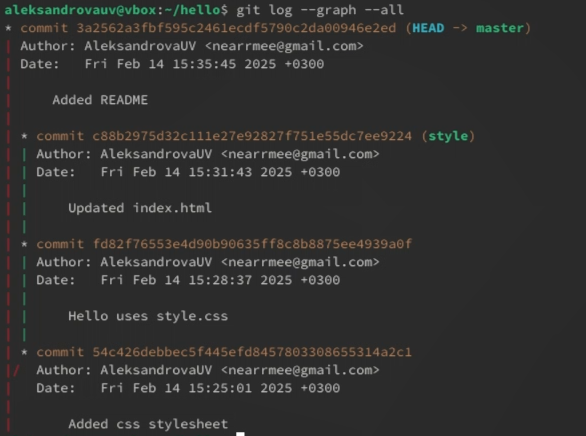 aleksandrovauv@vbox:~/hello$ git log --graph --all
* commit 3a2562a3fbf595c2461ecdf5790c2da00946e2ed (HEAD -> master)
| Author: AleksandrovaUV <nearrmee@gmail.com>
| Date:   Fri Feb 14 15:35:45 2025 +0300
|
|     Added README
|
| * commit c88b2975d32c111e27e92827f751e55dc7ee9224 (style)
| | Author: AleksandrovaUV <nearrmee@gmail.com>
| | Date:   Fri Feb 14 15:31:43 2025 +0300
| |
| |     Updated index.html
| |
| * commit fd82f76553e4d90b90635ff8c8b8875ee4939a0f
| | Author: AleksandrovaUV <nearrmee@gmail.com>
| | Date:   Fri Feb 14 15:28:37 2025 +0300
| |
| |     Hello uses style.css
| |
| * commit 54c426debbec5f445efd8457803308655314a2c1
|/  Author: AleksandrovaUV <nearrmee@gmail.com>
|   Date:   Fri Feb 14 15:25:01 2025 +0300
|
|       Added css stylesheet